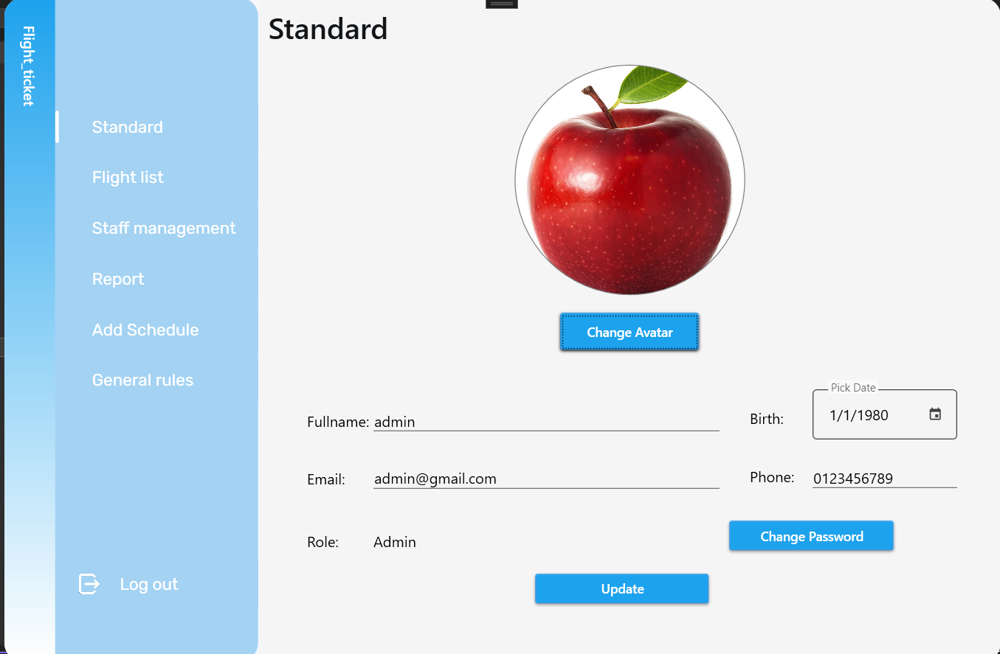 Flight_ticket
Standard
Flight list
Staff management
Report
Add Schedule
General rules
Log out
Standard
Change Avatar
Fullname: admin
Pick Date
Birth: 1/1/1980
Email: admin@gmail.com
Phone: 0123456789
Role: Admin
Change Password
Update